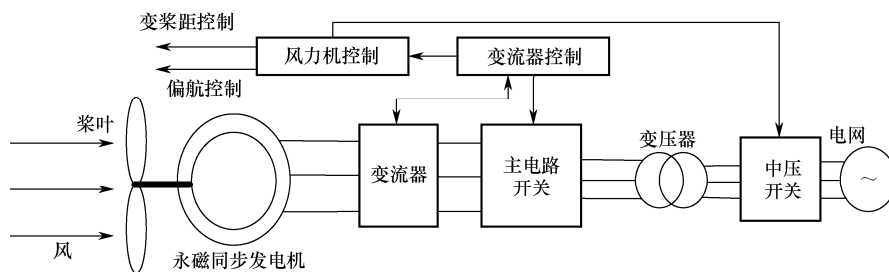 变桨距控制
风力机控制
变流器控制
偏航控制
桨叶
变压器
电网
变流器
主电路
开关
中压
开关
~
风
永磁同步发电机